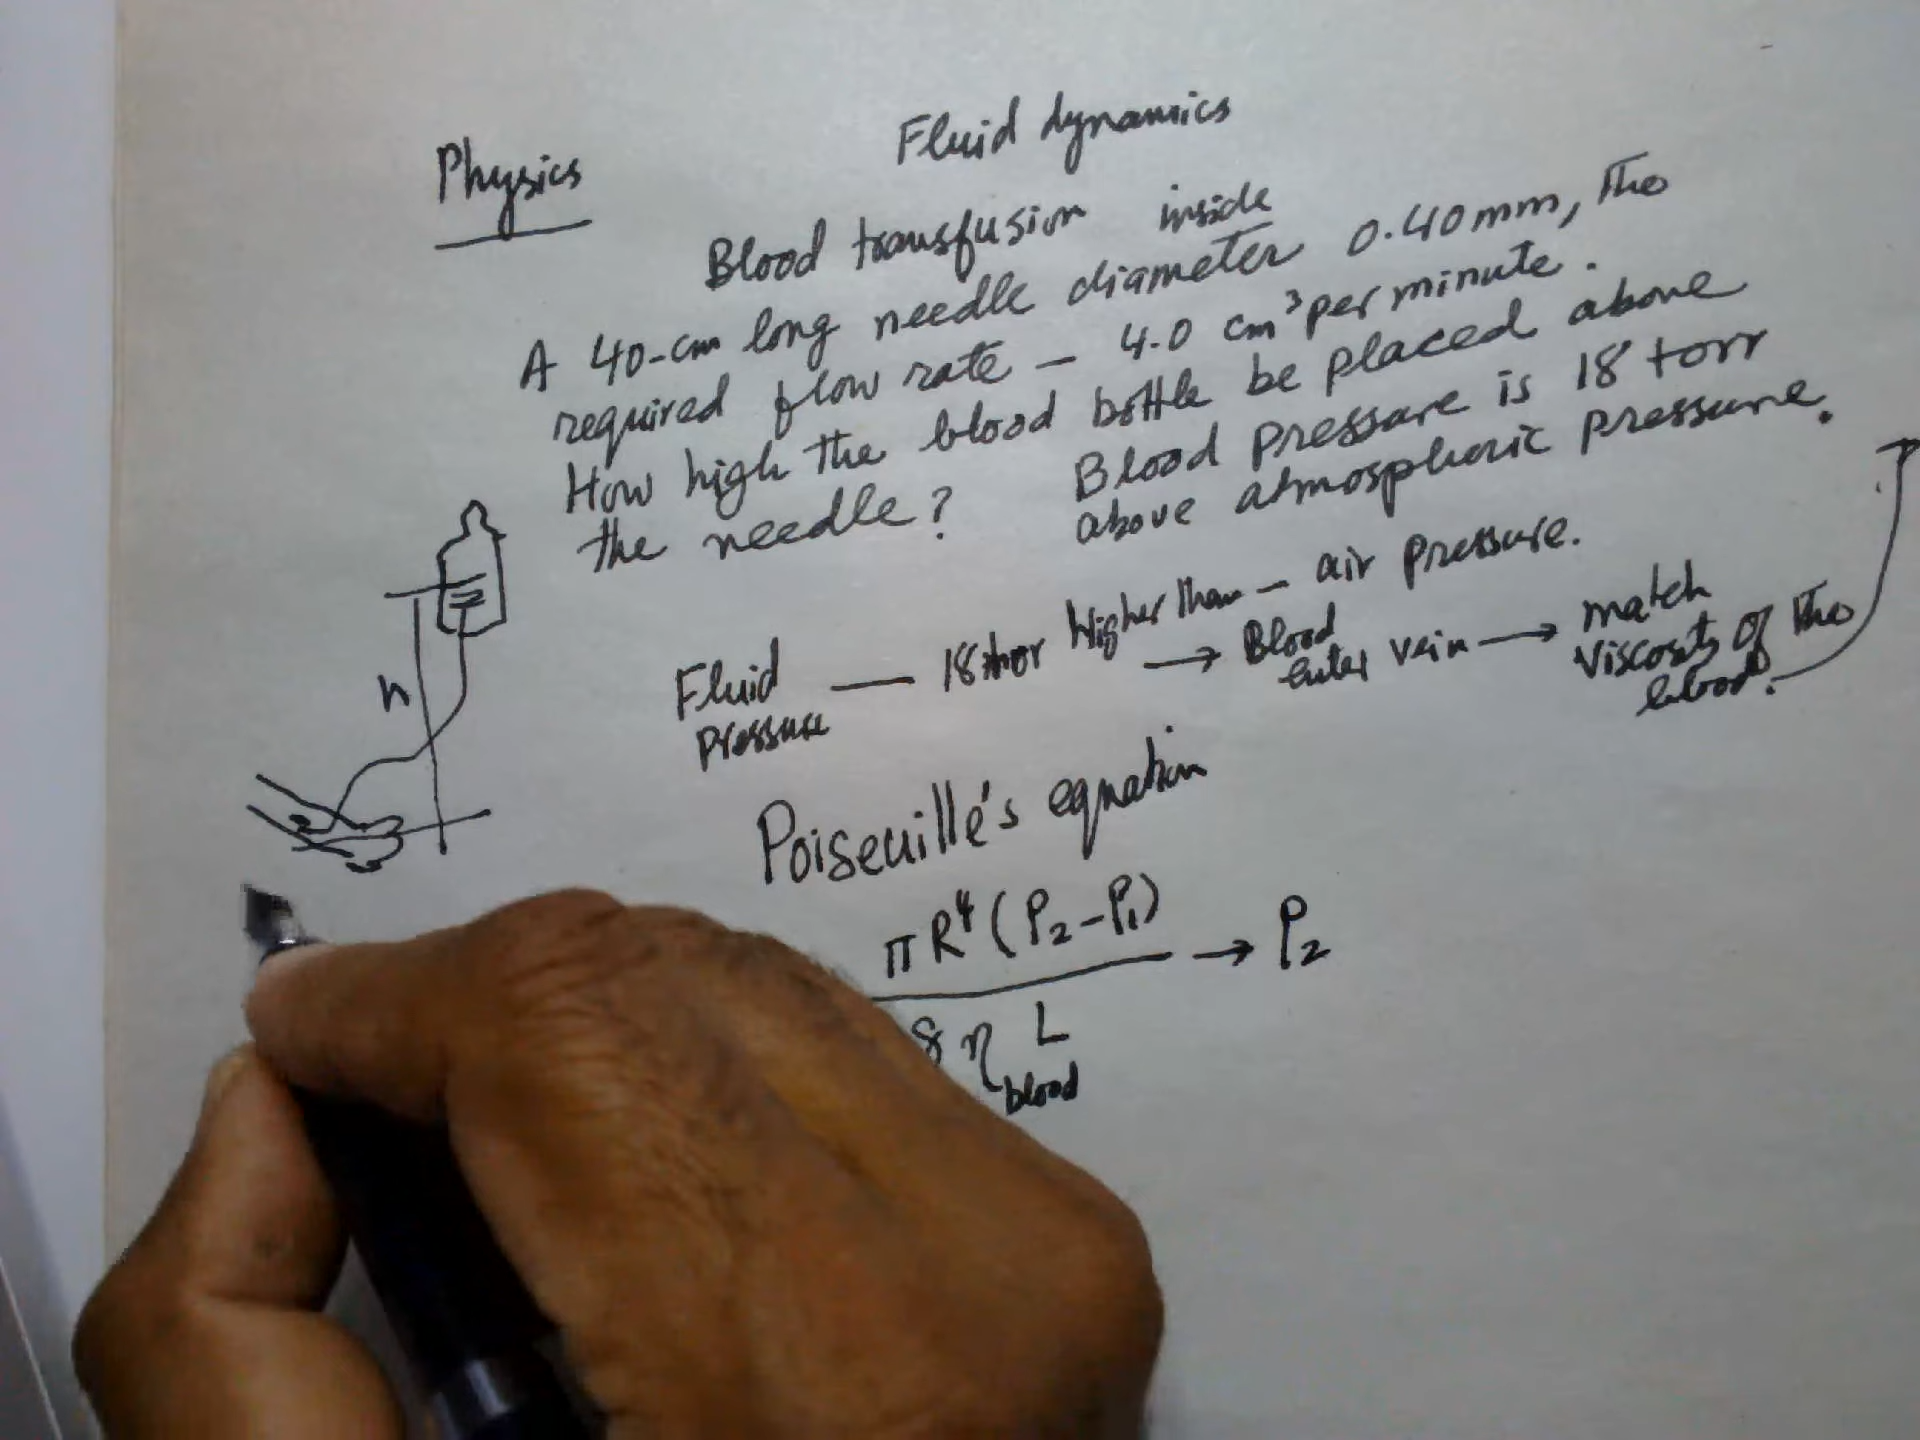 Physics
Fluid dynamics
Blood transfusion inside
A 40-cm long needle diameter 0.40mm, The
required flow rate — 4.0 cm³ per minute.
How high the blood bottle be placed above
the needle? Blood pressure is 18 torr
above atmospheric pressure.
h
Fluid pressure — 18 torr higher than — air pressure.
→ Blood enter vein → match
viscosity of the
blood.
Poiseuille's equation
πR⁴(P₂-P₁) → P₂
8 η L
blood